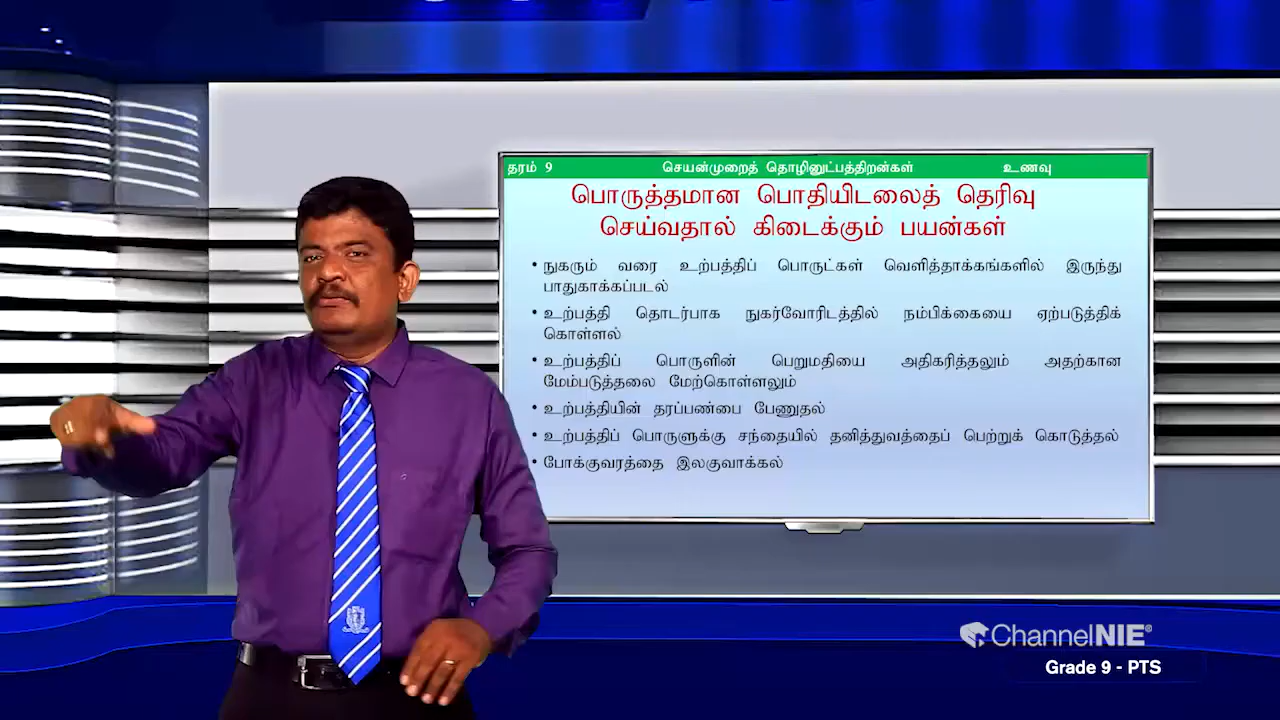 தரம் 9 செயன்முறைத் தொழினுட்பத்திறன்கள் உணவு
பொருத்தமான பொதியிடலைத் தெரிவு
செய்வதால் கிடைக்கும் பயன்கள்
• நுகரும் வரை உற்பத்திப் பொருட்கள் வெளித்தாக்கங்களில் இருந்து
பாதுகாக்கப்படல்
• உற்பத்தி தொடர்பாக நுகர்வோரிடத்தில் நம்பிக்கையை ஏற்படுத்திக்
கொள்ளல்
• உற்பத்திப் பொருளின் பெறுமதியை அதிகரித்தலும் அதற்கான
மேம்படுத்தலை மேற்கொள்ளலும்
• உற்பத்தியின் தரப்பண்பை பேணுதல்
• உற்பத்திப் பொருளுக்கு சந்தையில் தனித்துவத்தைப் பெற்றுக் கொடுத்தல்
• போக்குவரத்தை இலகுவாக்கல்
ChannelNIE®
Grade 9 - PTS